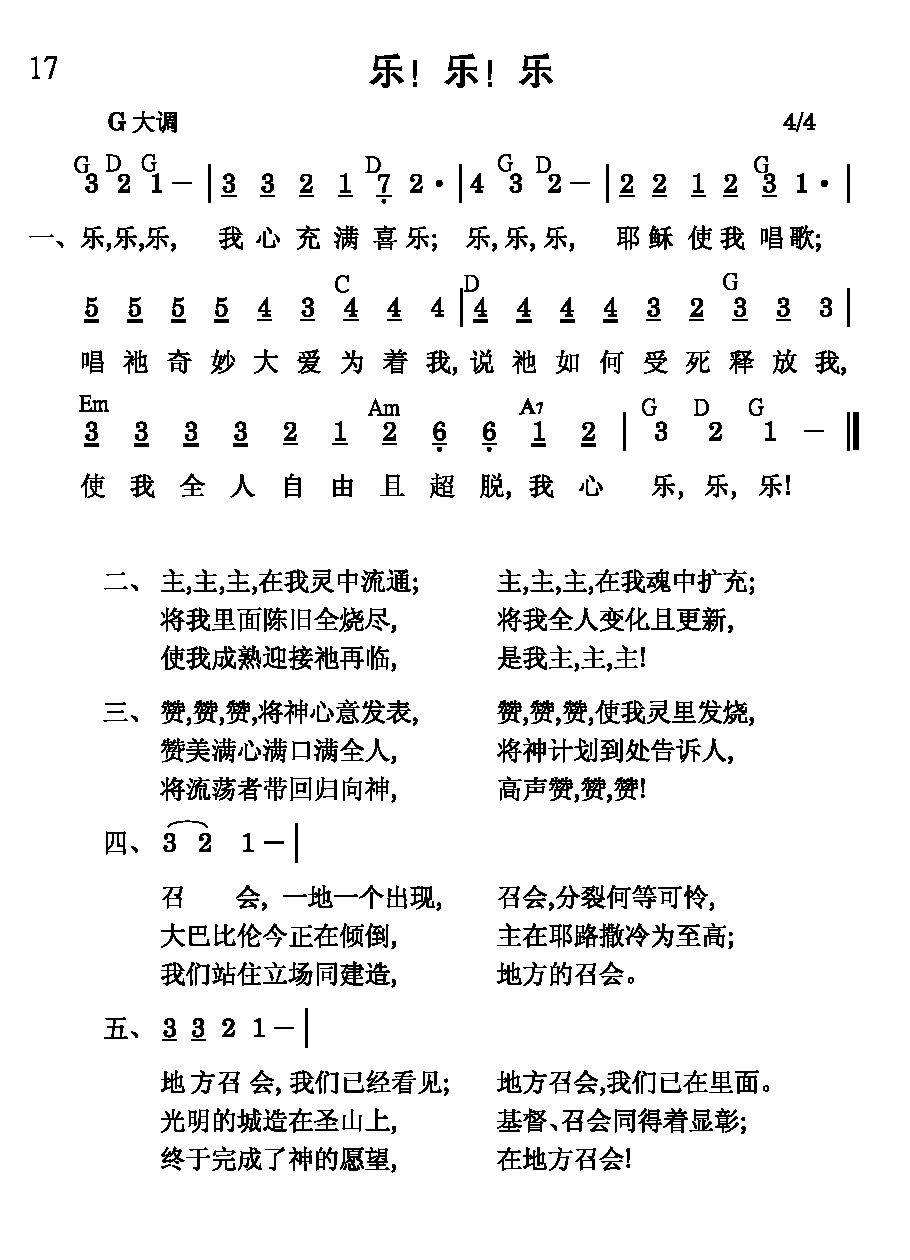 17 乐！乐！乐
G 大调 4/4
G D G D G D G
3 2 1 － | 3 3 2 1 7 2 · | 4 3 2 － | 2 2 1 2 3 1 · |
一、乐,乐,乐, 我心充满喜乐; 乐,乐,乐, 耶稣使我唱歌;
C D G
5 5 5 5 4 3 4 4 4 | 4 4 4 4 3 2 3 3 3 |
唱祂奇妙大爱为着我,说祂如何受死释放我,
Em Am A7 G D G
3 3 3 3 2 1 2 6 6 1 2 | 3 2 1 － ‖
使我全人自由且超脱,我心 乐,乐,乐!
二、主,主,主,在我灵中流通; 主,主,主,在我魂中扩充;
将我里面陈旧全烧尽, 将我全人变化且更新,
使我成熟迎接祂再临, 是我主,主,主!
三、赞,赞,赞,将神心意发表, 赞,赞,赞,使我灵里发烧,
赞美满心满口满全人, 将神计划到处告诉人,
将流荡者带回归向神, 高声赞,赞,赞!
四、3 2 1 － |
召 会, 一地一个出现, 召会,分裂何等可怜,
大巴比伦今正在倾倒, 主在耶路撒冷为至高;
我们站住立场同建造, 地方的召会。
五、3 3 2 1 － |
地方召会,我们已经看见; 地方召会,我们已在里面。
光明的城造在圣山上, 基督、召会同得着显彰;
终于完成了神的愿望, 在地方召会!